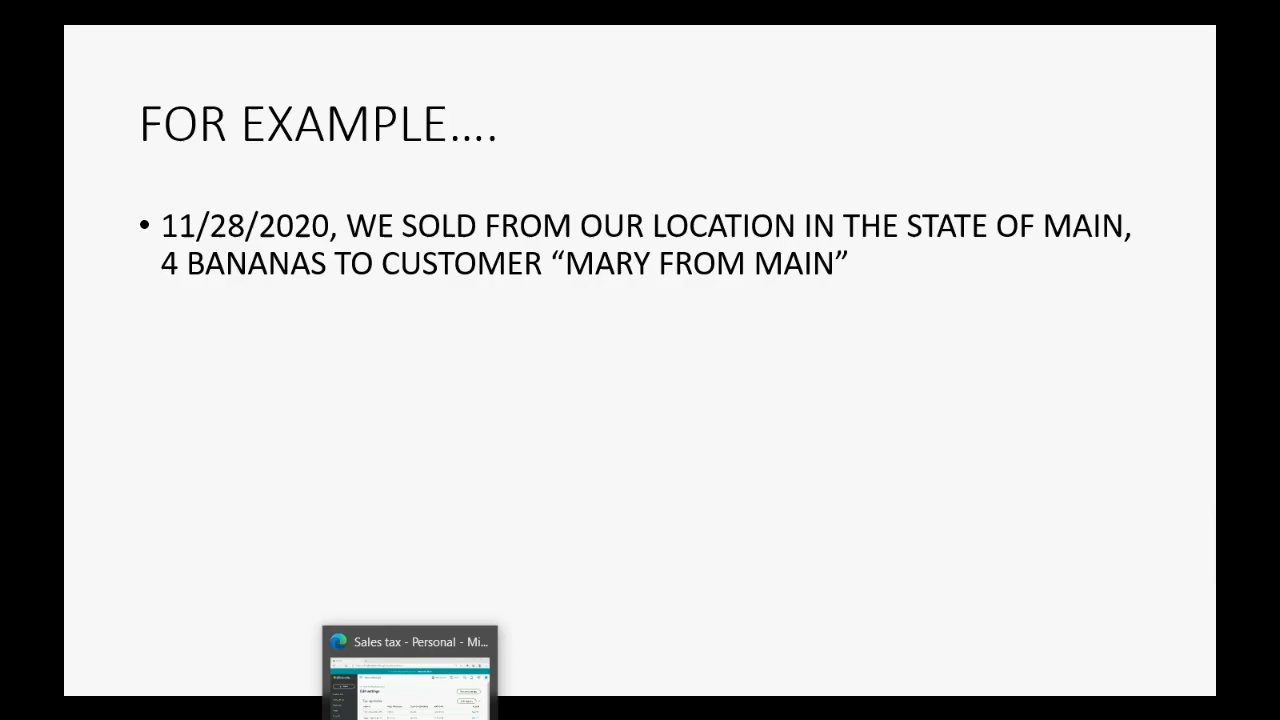 FOR EXAMPLE....
• 11/28/2020, WE SOLD FROM OUR LOCATION IN THE STATE OF MAIN,
4 BANANAS TO CUSTOMER “MARY FROM MAIN”
Sales tax - Personal - Mi...